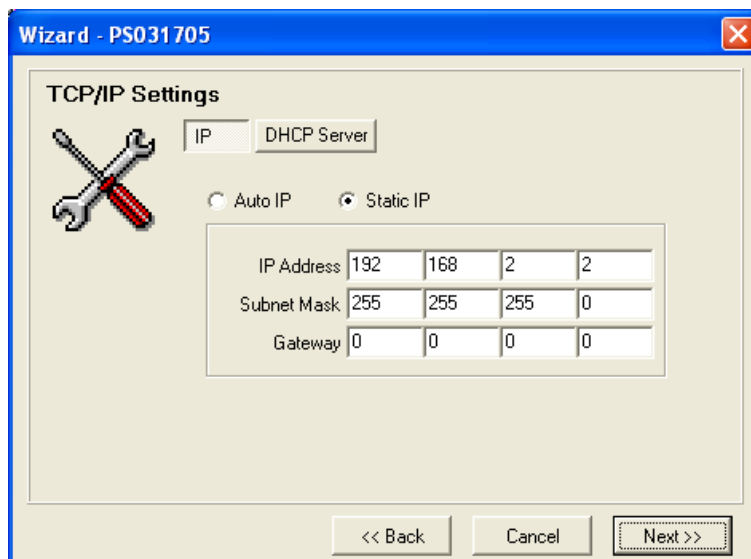 Wizard - PS031705
TCP/IP Settings
IP DHCP Server
Auto IP Static IP
IP Address 192 168 2 2
Subnet Mask 255 255 255 0
Gateway 0 0 0 0
<< Back Cancel Next >>